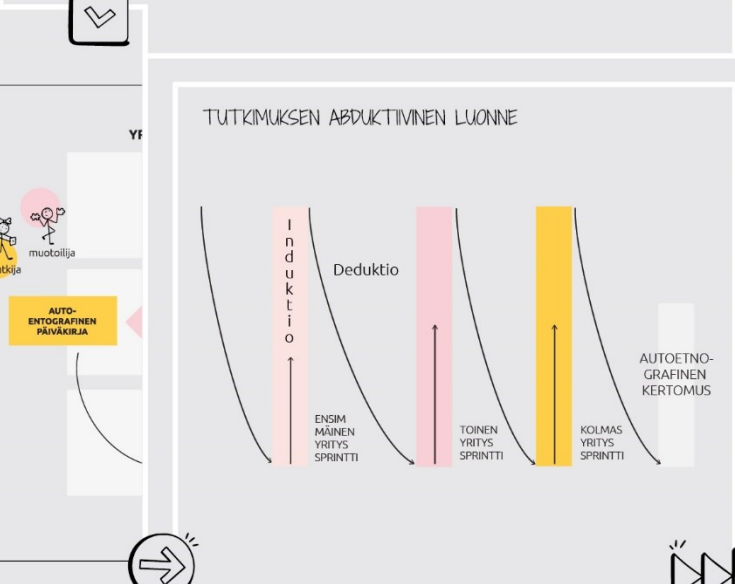 YR
muotoilija
tkija
AUTO-
ENTOGRAFINEN
PÄIVÄKIRJA
TUTKIMUKSEN ABDUKTIIVINEN LUONNE
Induktio
Deduktio
ENSIM
MÄINEN
YRITYS
SPRINTTI
TOINEN
YRITYS
SPRINTTI
KOLMAS
YRITYS
SPRINTTI
AUTOETNO-
GRAFINEN
KERTOMUS